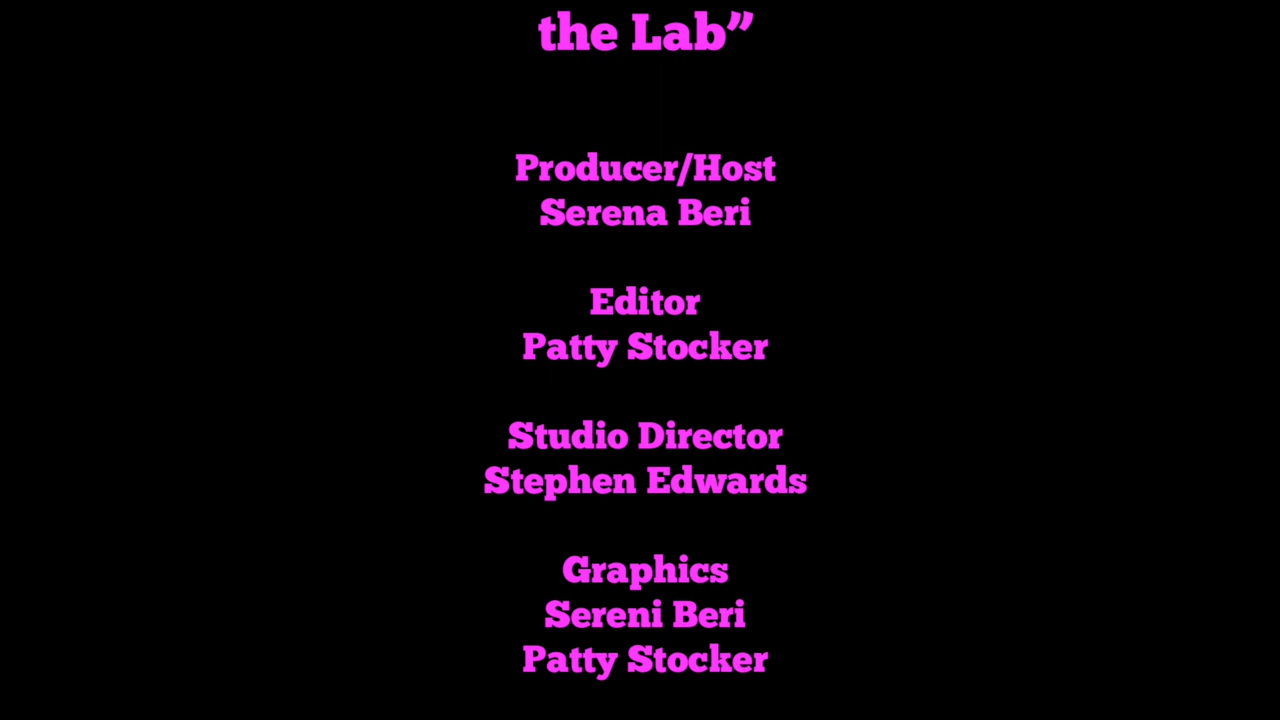 the Lab”
Producer/Host
Serena Beri
Editor
Patty Stocker
Studio Director
Stephen Edwards
Graphics
Sereni Beri
Patty Stocker